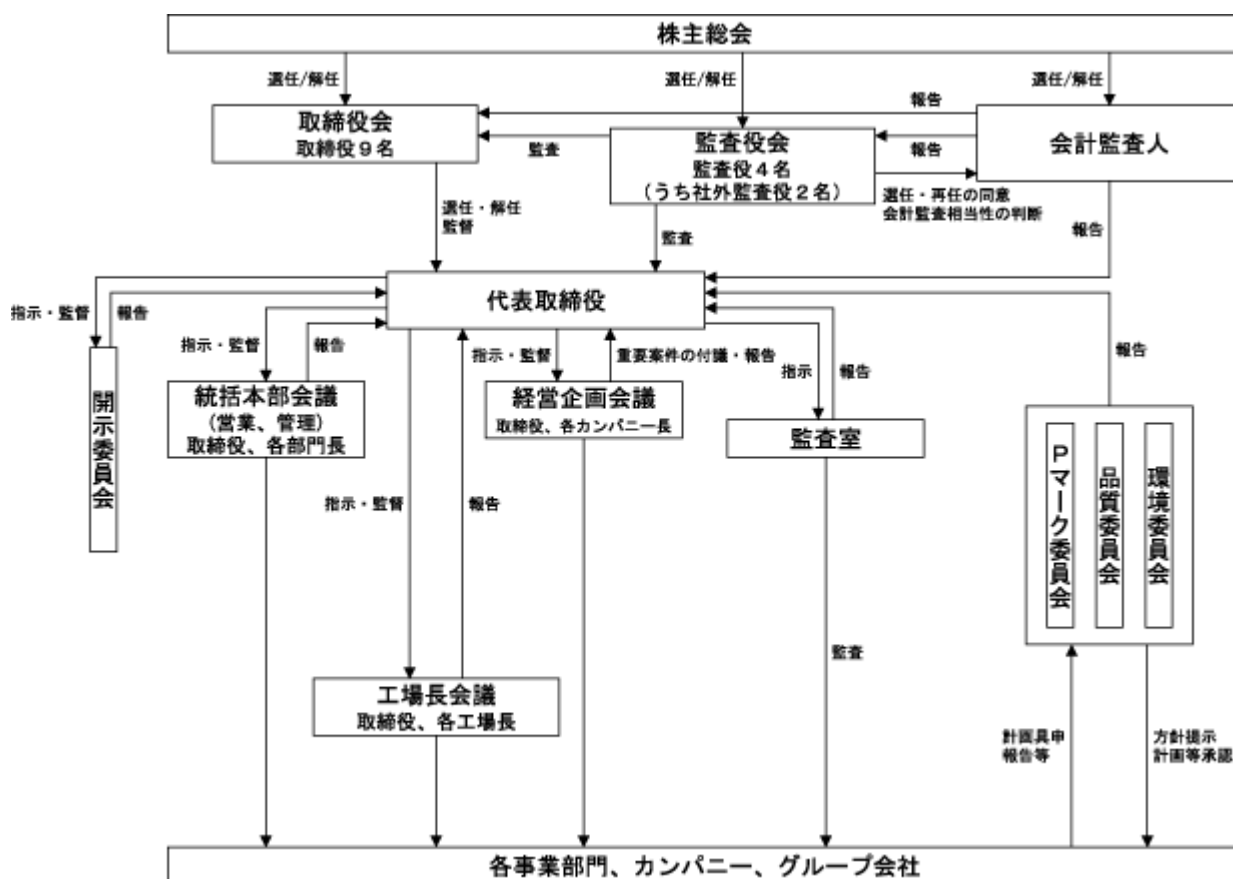 株主総会
選任/解任
選任/解任
選任/解任
取締役会
取締役９名
報告
監査
監査役会
監査役４名
（うち社外監査役２名）
報告
会計監査人
選任・再任の同意
会計監査相当性の判断
選任・解任
監督
監査
報告
代表取締役
指示・監督
報告
指示・監督
報告
指示・監督
重要案件の付議・報告
指示
報告
報告
開示委員会
統括本部会議
（営業、管理）
取締役、各部門長
経営企画会議
取締役、各カンパニー長
監査室
Ｐマーク委員会
品質委員会
環境委員会
指示・監督
報告
監査
工場長会議
取締役、各工場長
計画具申
報告等
方針提示
計画等承認
各事業部門、カンパニー、グループ会社